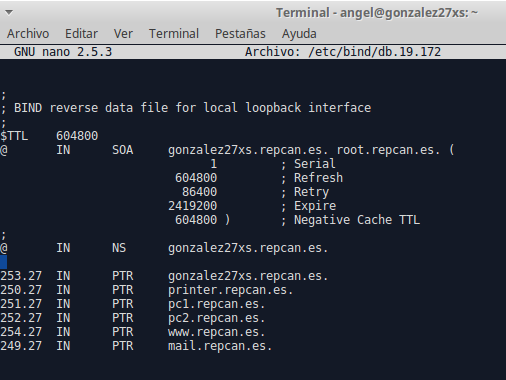 Terminal - angel@gonzalez27xs: ~
Archivo Editar Ver Terminal Pestañas Ayuda
GNU nano 2.5.3 Archivo: /etc/bind/db.19.172
;
; BIND reverse data file for local loopback interface
;
$TTL 604800
@ IN SOA gonzalez27xs.repcan.es. root.repcan.es. (
1 ; Serial
604800 ; Refresh
86400 ; Retry
2419200 ; Expire
604800 ) ; Negative Cache TTL
;
@ IN NS gonzalez27xs.repcan.es.
253.27 IN PTR gonzalez27xs.repcan.es.
250.27 IN PTR printer.repcan.es.
251.27 IN PTR pc1.repcan.es.
252.27 IN PTR pc2.repcan.es.
254.27 IN PTR www.repcan.es.
249.27 IN PTR mail.repcan.es.